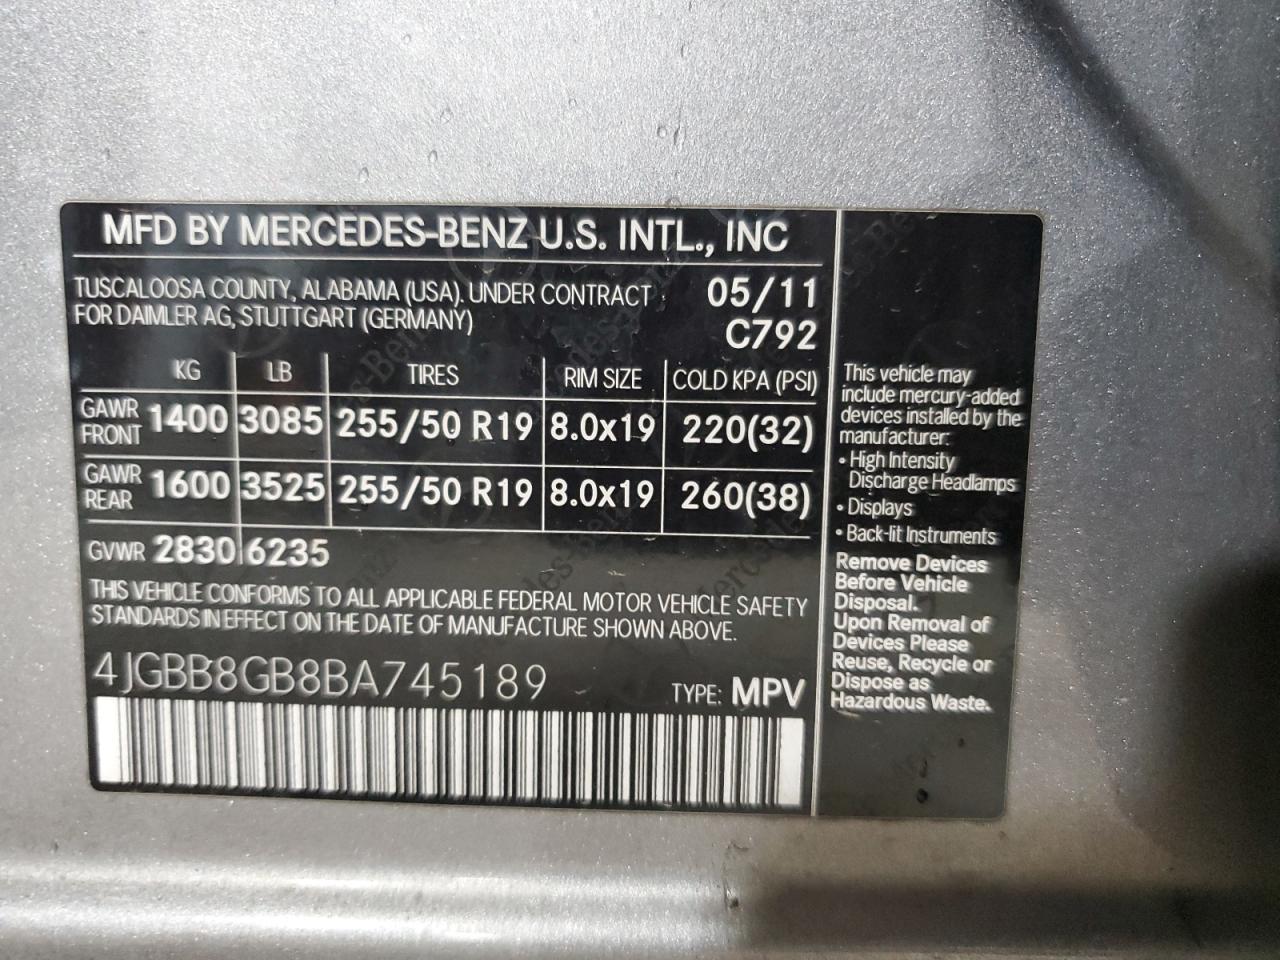 MFD BY MERCEDES-BENZ U.S. INTL., INC
TUSCALOOSA COUNTY, ALABAMA (USA). UNDER CONTRACT
FOR DAIMLER AG, STUTTGART (GERMANY)
05/11
C792
KG LB TIRES RIM SIZE COLD KPA (PSI)
GAWR FRONT 1400 3085 255/50 R19 8.0x19 220(32)
GAWR REAR 1600 3525 255/50 R19 8.0x19 260(38)
GVWR 2830 6235
THIS VEHICLE CONFORMS TO ALL APPLICABLE FEDERAL MOTOR VEHICLE SAFETY
STANDARDS IN EFFECT ON THE DATE OF MANUFACTURE SHOWN ABOVE.
4JGBB8GB8BA745189
TYPE: MPV
This vehicle may
include mercury-added
devices installed by the
manufacturer:
• High Intensity
Discharge Headlamps
• Displays
• Back-lit Instruments
Remove Devices
Before Vehicle
Disposal.
Upon Removal of
Devices Please
Reuse, Recycle or
Dispose as
Hazardous Waste.